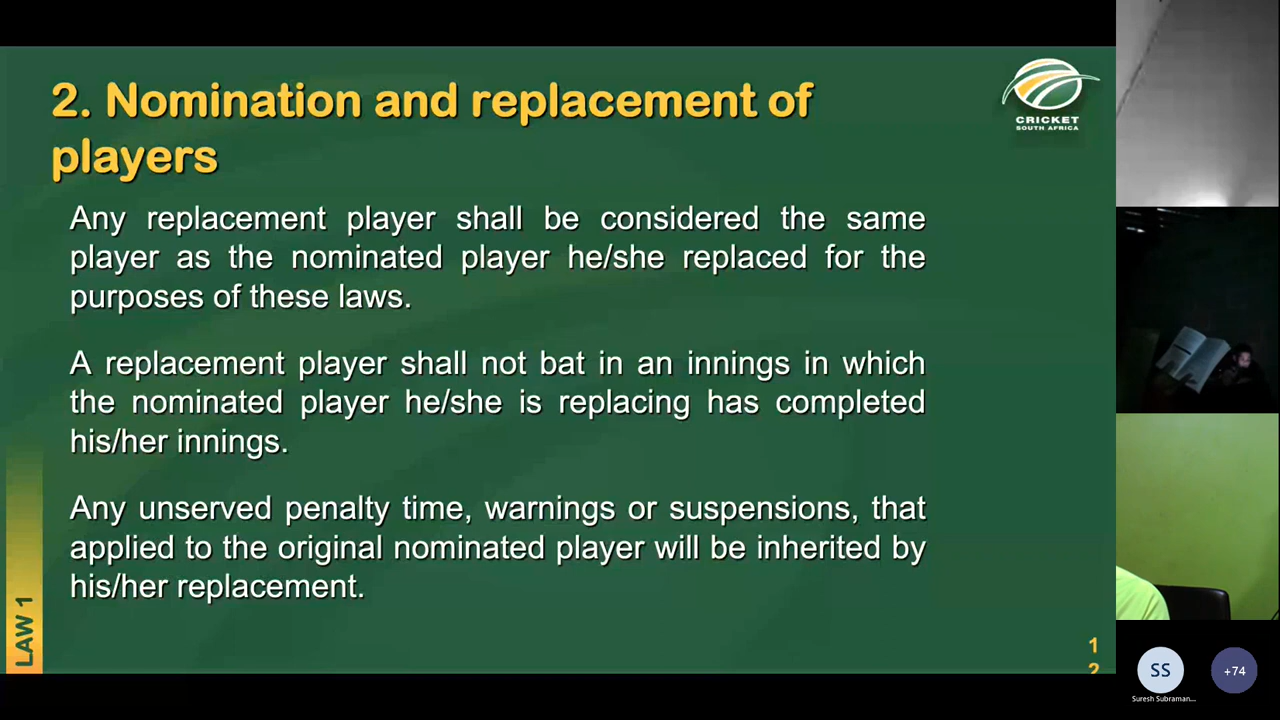 2. Nomination and replacement of
players
CRICKET
SOUTH AFRICA
Any replacement player shall be considered the same
player as the nominated player he/she replaced for the
purposes of these laws.
A replacement player shall not bat in an innings in which
the nominated player he/she is replacing has completed
his/her innings.
Any unserved penalty time, warnings or suspensions, that
applied to the original nominated player will be inherited by
his/her replacement.
LAW 1
1
2
SS
+74
Suresh Subraman...